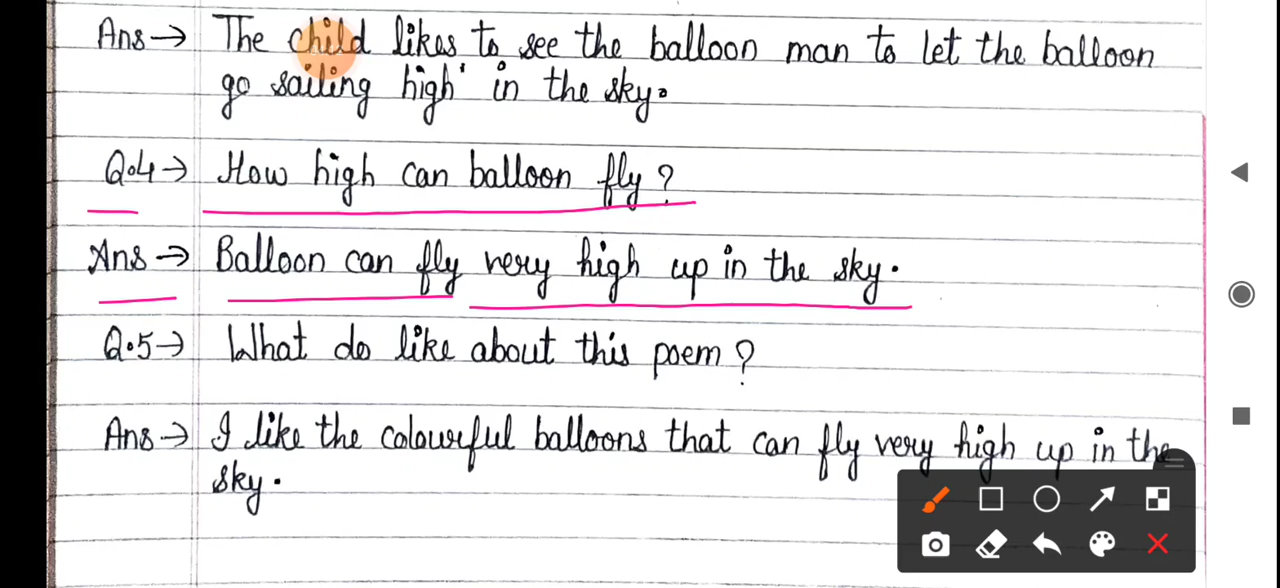 Ans → The child likes to see the balloon man to let the balloon
go sailing high in the sky.
Q.4 → How high can balloon fly?
Ans → Balloon can fly very high up in the sky.
Q.5 → What do like about this poem?
Ans → I like the colourful balloons that can fly very high up in the
sky.